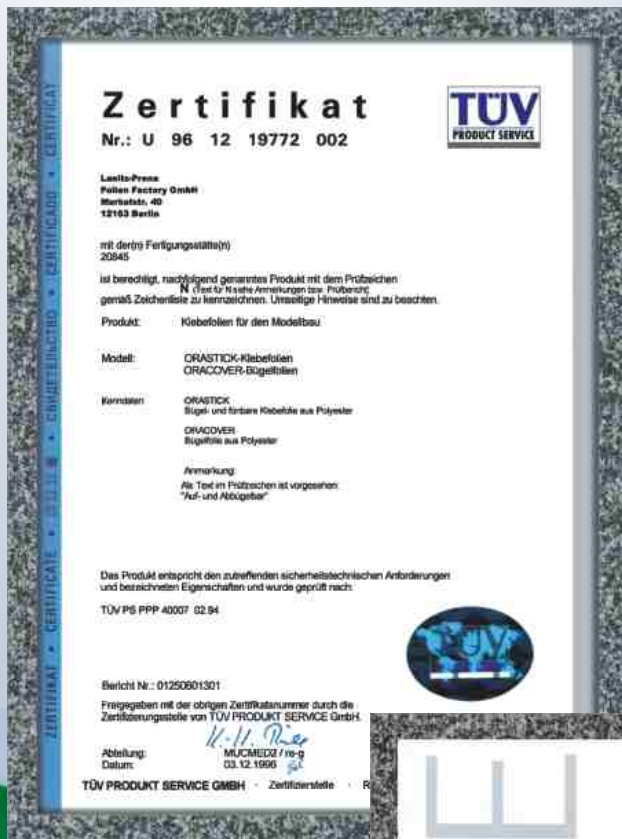 Zertifikat
Nr.: U 96 12 19772 002
TÜV
PRODUCT SERVICE
Lanitz-Prena
Folien Factory GmbH
12163 Berlin
mit der(n) Fertigungsstätte(n)
20845
ist berechtigt, nachfolgend genanntes Produkt mit dem Prüfzeichen
N (Text für N siehe Anmerkungen bzw. Prüfbericht)
gemäß Zeichenliste zu kennzeichnen. Umseitige Hinweise sind zu beachten.
Produkt: Klebefolien für den Modellbau
Modell: ORASTICK-Klebefolien
ORACOVER-Bügelfolien
Kerndaten: ORASTICK
Bügel- und fönbare Klebefolie aus Polyester
ORACOVER
Bügelfolie aus Polyester
Anmerkung:
Als Text im Prüfzeichen ist vorgesehen:
"Auf- und Abbügelbar"
Das Produkt entspricht den zutreffenden sicherheitstechnischen Anforderungen
und bezeichneten Eigenschaften und wurde geprüft nach:
TÜV PS PPP 40007 02.94
TÜV
Bericht Nr.: 01250601301
Freigegeben mit der obrigen Zertifikatsnummer durch die
Zertifizierungsstelle von TÜV PRODUKT SERVICE GmbH.
Abteilung: MUCMED2 / re-g
Datum: 03.12.1996
TÜV PRODUKT SERVICE GMBH · Zertifizierstelle · R
ZERTIFIKAT • CERTIFICATE • • СВИДЕТЕЛЬСТВО • CERTIFICADO • CERTIFICAT